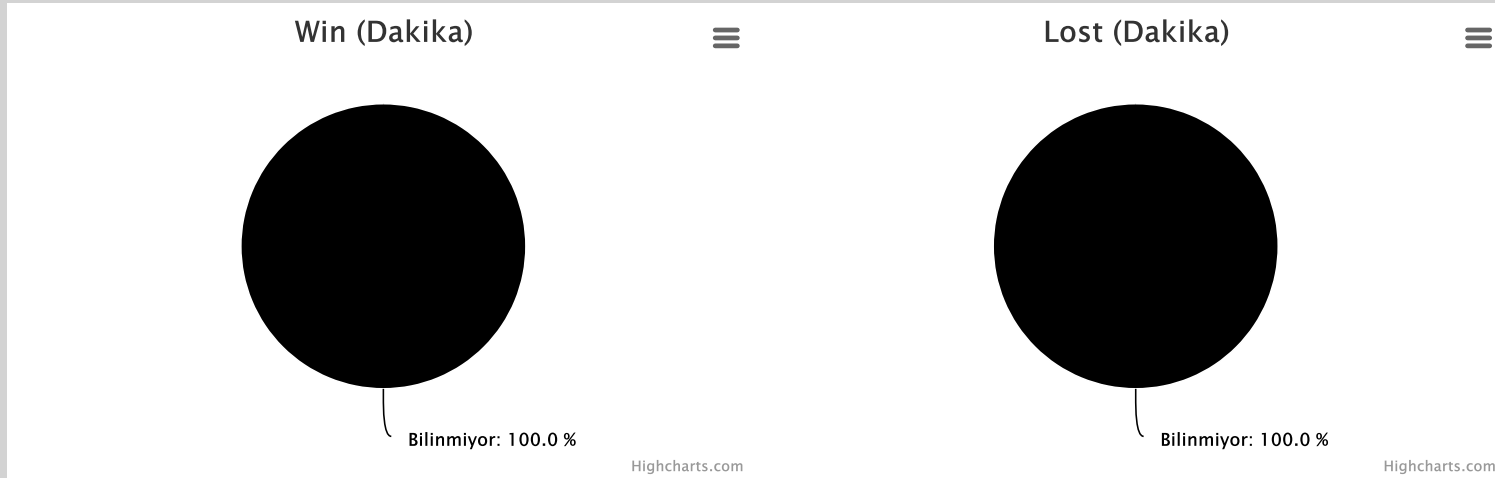 Win (Dakika)
Bilinmiyor: 100.0 %
Highcharts.com
Lost (Dakika)
Bilinmiyor: 100.0 %
Highcharts.com